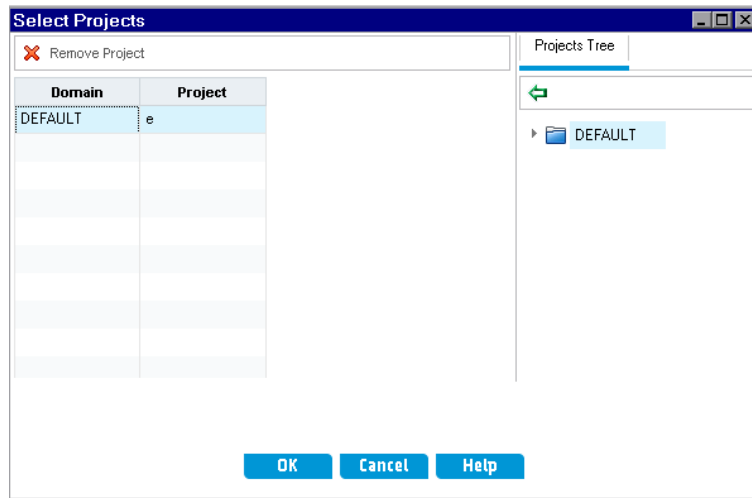 Select Projects
Remove Project
Projects Tree
Domain Project
DEFAULT e
DEFAULT
OK Cancel Help